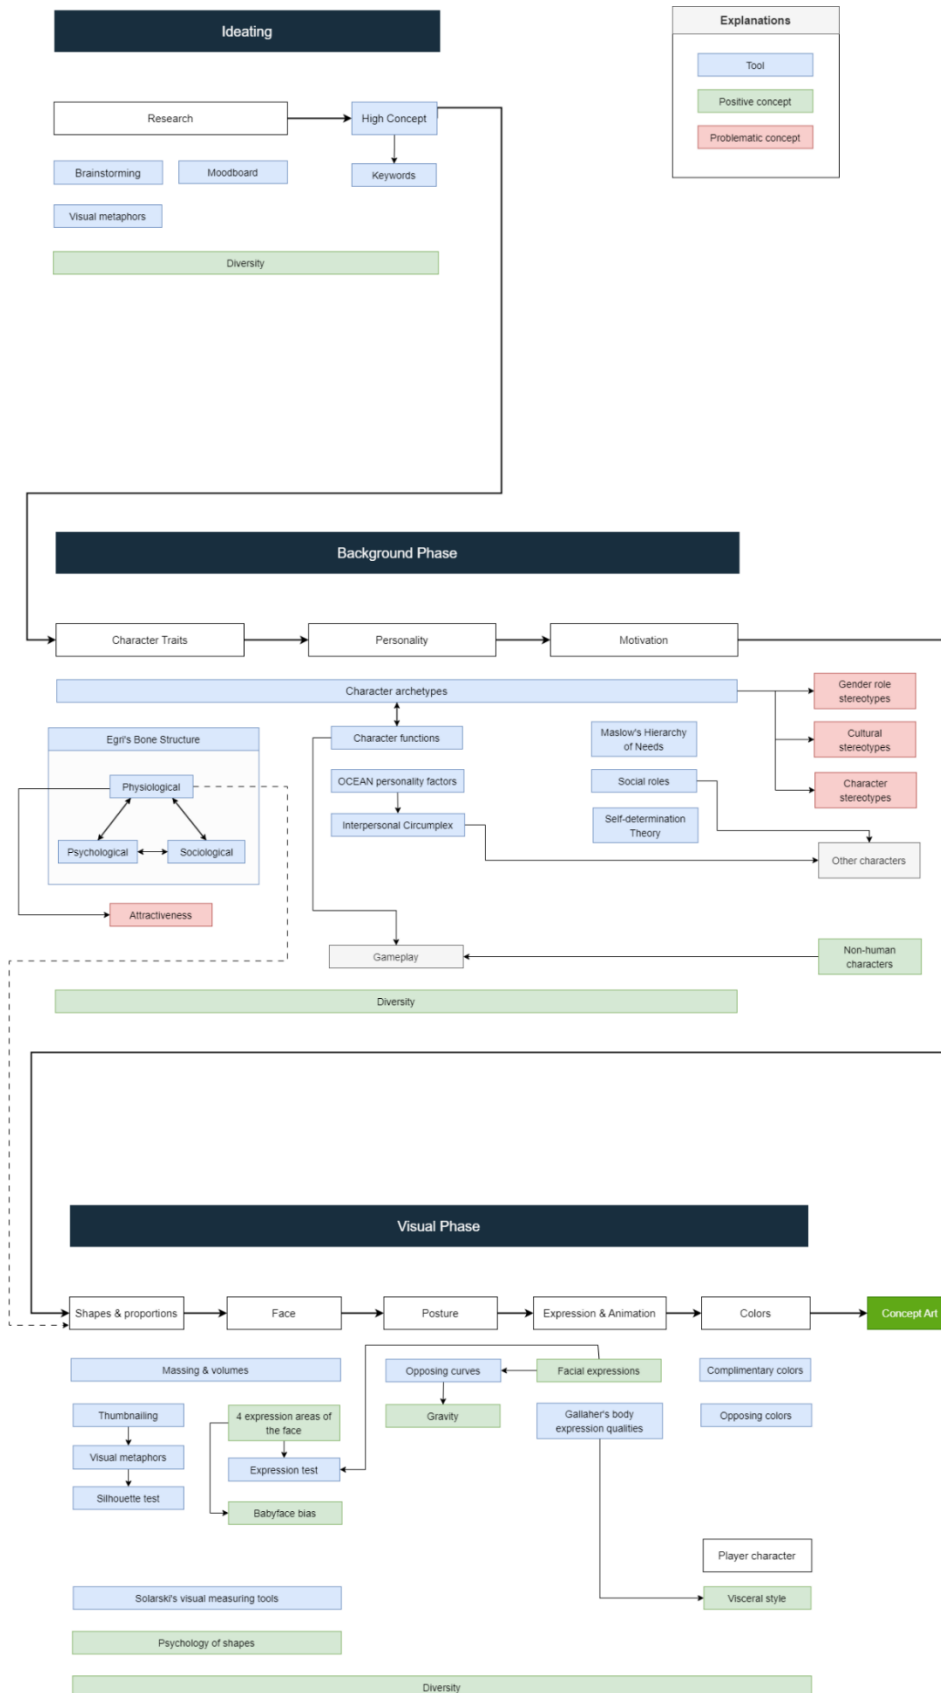 Ideating
Explanations
Tool
Positive concept
Problematic concept
Research
High Concept
Brainstorming
Moodboard
Keywords
Visual metaphors
Diversity
Background Phase
Character Traits
Personality
Motivation
Character archetypes
Gender role
stereotypes
Cultural
stereotypes
Character
stereotypes
Egri's Bone Structure
Physiological
Psychological
Sociological
Attractiveness
Character functions
OCEAN personality factors
Interpersonal Circumplex
Maslow's Hierarchy
of Needs
Social roles
Self-determination
Theory
Other characters
Gameplay
Non-human
characters
Diversity
Visual Phase
Shapes & proportions
Face
Posture
Expression & Animation
Colors
Concept Art
Massing & volumes
Opposing curves
Facial expressions
Complimentary colors
Thumbnailing
4 expression areas of
the face
Gravity
Gallaher's body
expression qualities
Opposing colors
Visual metaphors
Expression test
Silhouette test
Babyface bias
Player character
Solarski's visual measuring tools
Visceral style
Psychology of shapes
Diversity